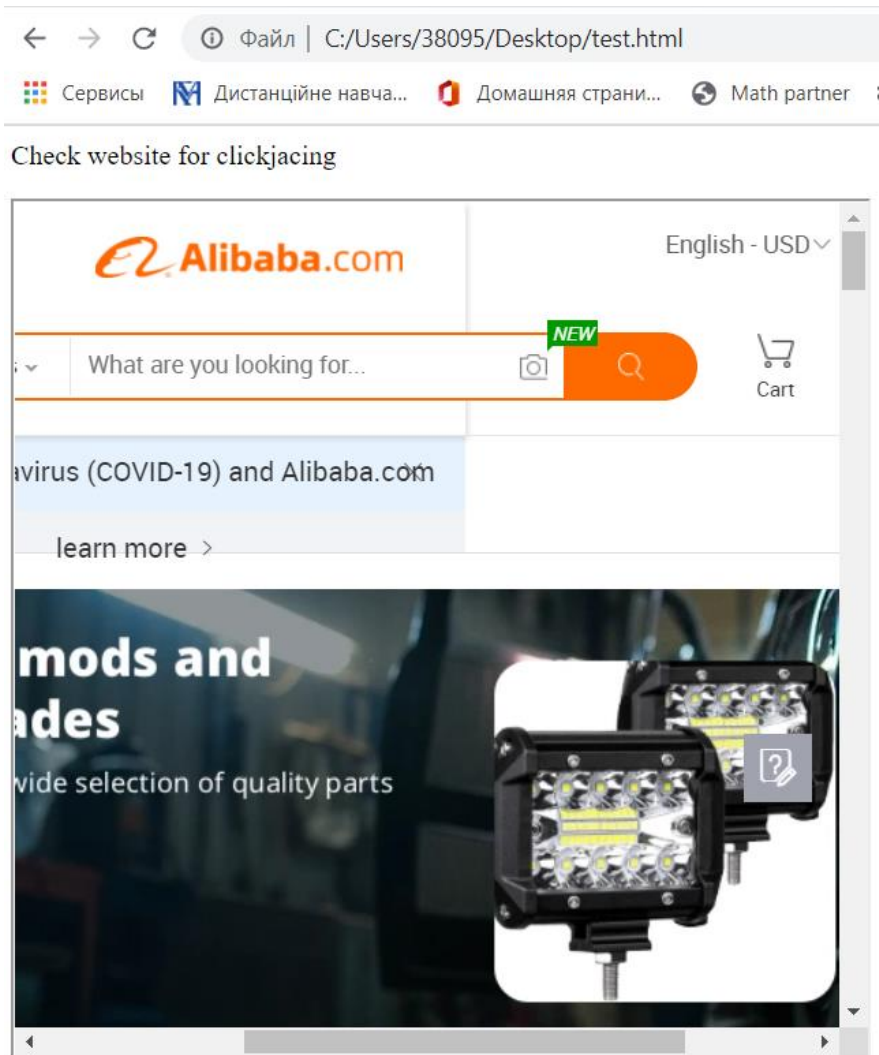 Файл | C:/Users/38095/Desktop/test.html
Сервисы Дистанційне навча... Домашняя страни... Math partner
Check website for clickjacing
Alibaba.com English - USD
NEW
What are you looking for...
Cart
avirus (COVID-19) and Alibaba.com
learn more >
mods and
ades
wide selection of quality parts